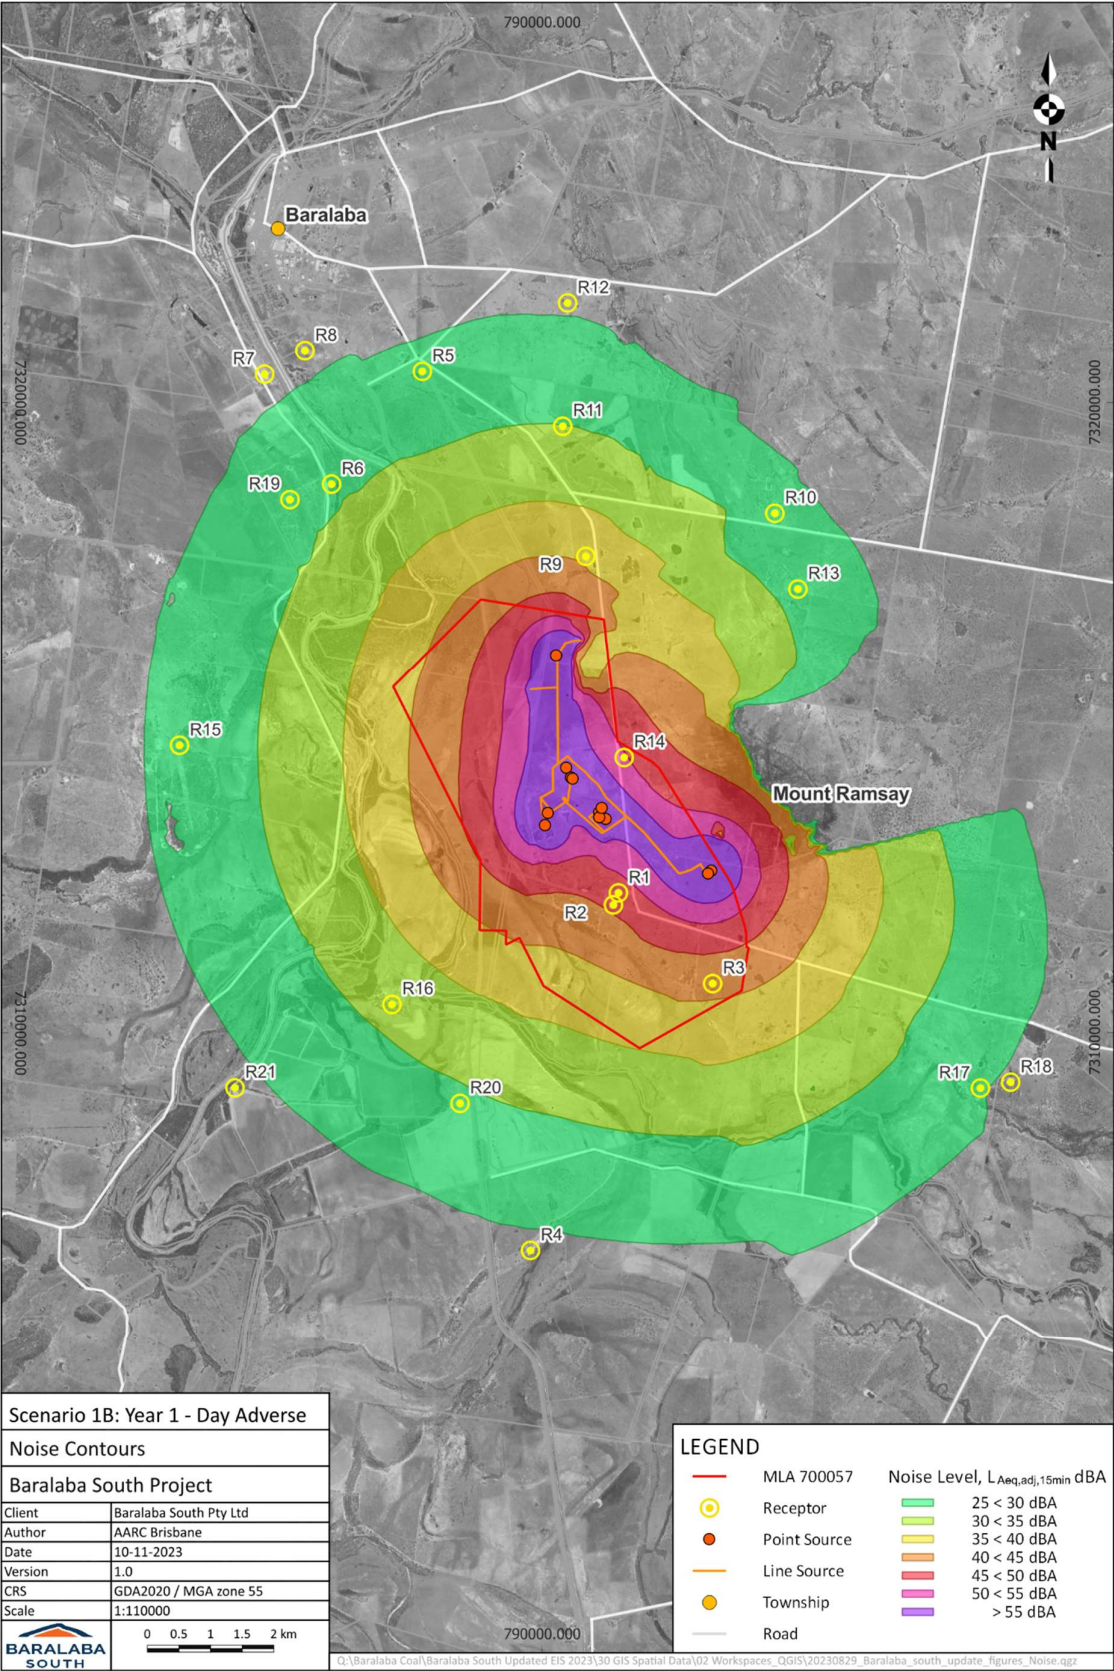 790000.000
N
Baralaba
R12
R8
R7
R5
7320000.000
7320000.000
R11
R6
R19
R10
R9
R13
R15
R14
Mount Ramsay
R1
R2
R3
R16
7310000.000
7310000.000
R21
R20
R17
R18
R4
Scenario 1B: Year 1 - Day Adverse
Noise Contours
Baralaba South Project
Client Baralaba South Pty Ltd
Author AARC Brisbane
Date 10-11-2023
Version 1.0
CRS GDA2020 / MGA zone 55
Scale 1:110000
BARALABA
SOUTH
0 0.5 1 1.5 2 km
790000.000
LEGEND
MLA 700057
Receptor
Point Source
Line Source
Township
Road
Noise Level, LAeq,adj,15min dBA
25 < 30 dBA
30 < 35 dBA
35 < 40 dBA
40 < 45 dBA
45 < 50 dBA
50 < 55 dBA
> 55 dBA
Q:\Baralaba Coal\Baralaba South Updated EIS 2023\30 GIS Spatial Data\02 Workspaces_QGIS\20230829_Baralaba_south_update_figures_Noise.qgz